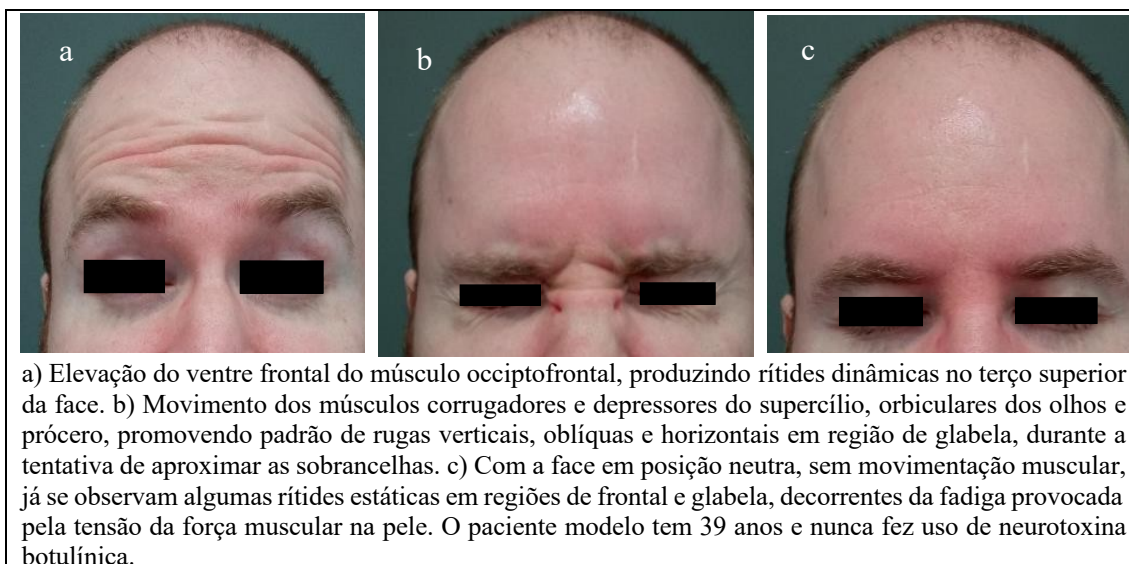 a
b
c
a) Elevação do ventre frontal do músculo occiptofrontal, produzindo rítides dinâmicas no terço superior
da face. b) Movimento dos músculos corrugadores e depressores do supercílio, orbiculares dos olhos e
prócero, promovendo padrão de rugas verticais, oblíquas e horizontais em região de glabela, durante a
tentativa de aproximar as sobrancelhas. c) Com a face em posição neutra, sem movimentação muscular,
já se observam algumas rítides estáticas em regiões de frontal e glabela, decorrentes da fadiga provocada
pela tensão da força muscular na pele. O paciente modelo tem 39 anos e nunca fez uso de neurotoxina
botulínica.